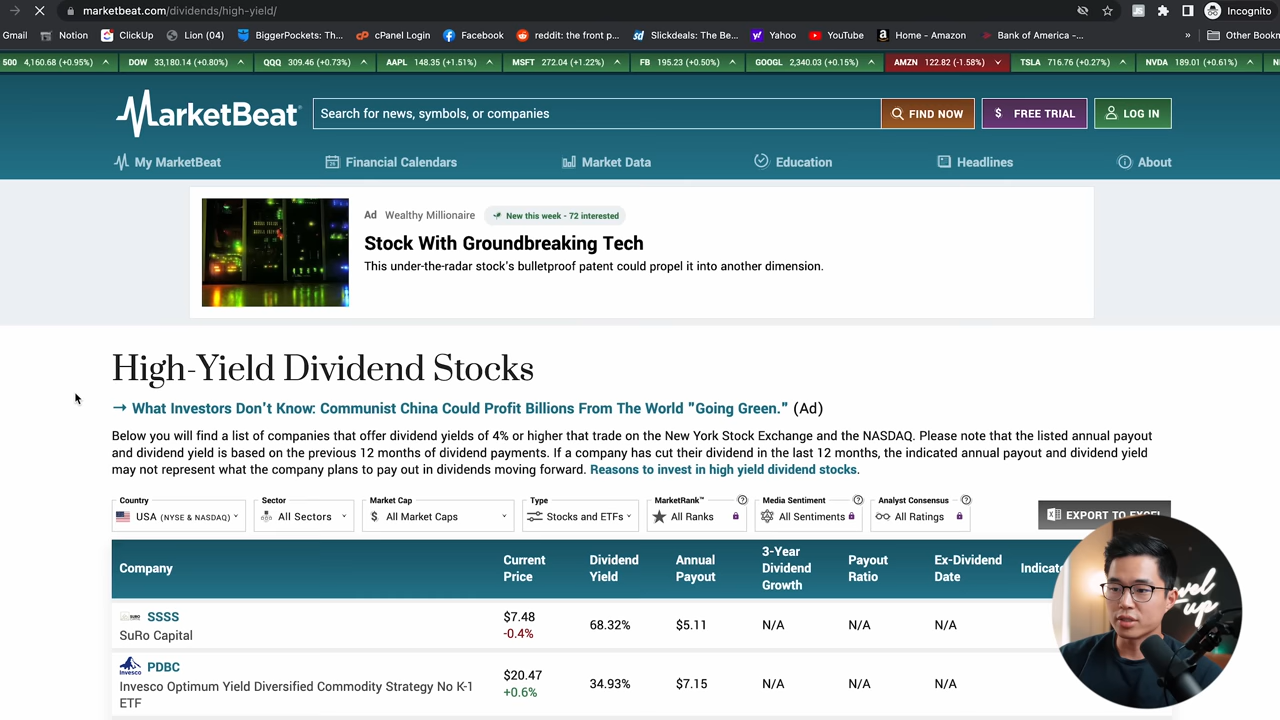 marketbeat.com/dividends/high-yield/
Incognito
Gmail
Notion
ClickUp
Lion (04)
BiggerPockets: Th...
cPanel Login
Facebook
reddit: the front p...
Slickdeals: The Be...
Yahoo
YouTube
Home - Amazon
Bank of America -...
»
Other Bookn
500 4,160.68 (+0.95%)
DOW 33,180.14 (+0.80%)
QQQ 309.46 (+0.73%)
AAPL 148.35 (+1.51%)
MSFT 272.04 (+1.22%)
FB 195.23 (+0.50%)
GOOGL 2,340.03 (+0.15%)
AMZN 122.82 (-1.58%)
TSLA 716.76 (+0.27%)
NVDA 189.01 (+0.61%)
MarketBeat
Search for news, symbols, or companies
FIND NOW
$ FREE TRIAL
LOG IN
My MarketBeat
Financial Calendars
Market Data
Education
Headlines
About
Ad Wealthy Millionaire New this week - 72 interested
Stock With Groundbreaking Tech
This under-the-radar stock's bulletproof patent could propel it into another dimension.
High-Yield Dividend Stocks
→ What Investors Don't Know: Communist China Could Profit Billions From The World "Going Green." (Ad)
Below you will find a list of companies that offer dividend yields of 4% or higher that trade on the New York Stock Exchange and the NASDAQ. Please note that the listed annual payout
and dividend yield is based on the previous 12 months of dividend payments. If a company has cut their dividend in the last 12 months, the indicated annual payout and dividend yield
may not represent what the company plans to pay out in dividends moving forward. Reasons to invest in high yield dividend stocks.
Country
USA (NYSE & NASDAQ)
Sector
All Sectors
Market Cap
$ All Market Caps
Type
Stocks and ETFs
MarketRank™
All Ranks
Media Sentiment
All Sentiments
Analyst Consensus
All Ratings
EXPORT TO EXCEL
Company
Current
Price
Dividend
Yield
Annual
Payout
3-Year
Dividend
Growth
Payout
Ratio
Ex-Dividend
Date
Indicat
SSSS
SuRo Capital
$7.48
-0.4%
68.32%
$5.11
N/A
N/A
N/A
Invesco
PDBC
Invesco Optimum Yield Diversified Commodity Strategy No K-1
ETF
$20.47
+0.6%
34.93%
$7.15
N/A
N/A
N/A